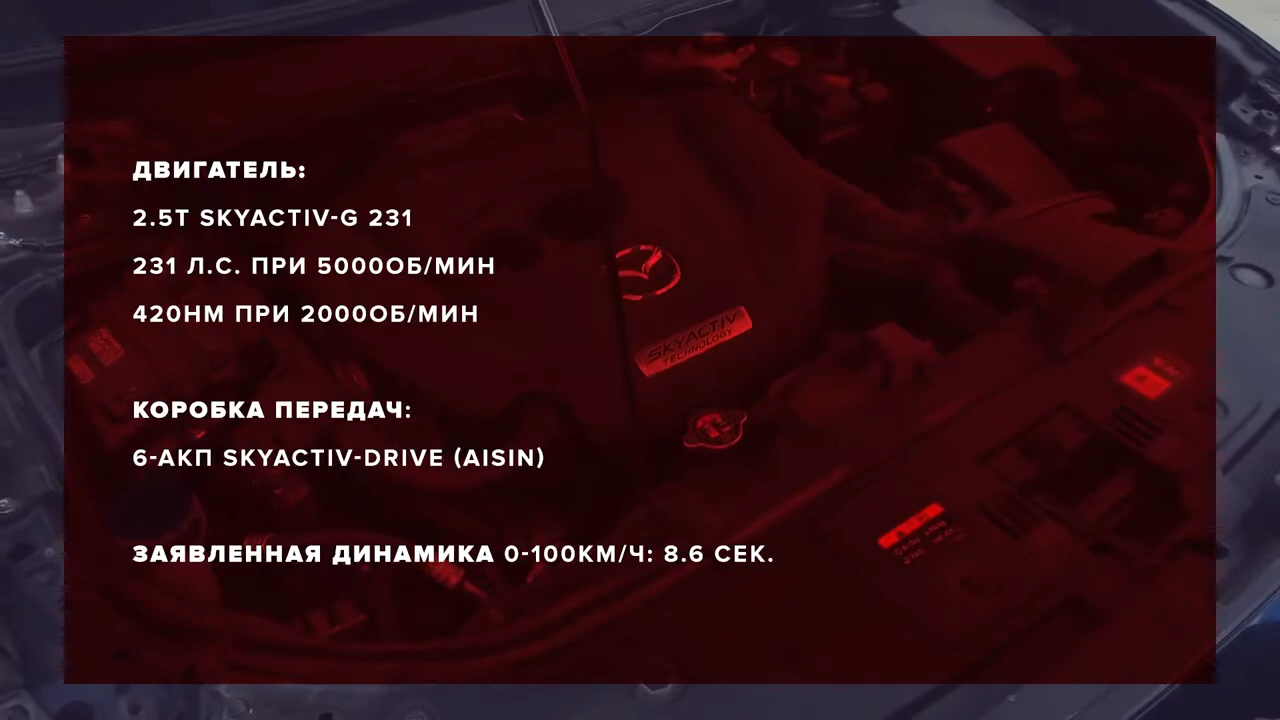 ДВИГАТЕЛЬ:
2.5T SKYACTIV-G 231
231 Л.С. ПРИ 5000ОБ/МИН
420НМ ПРИ 2000ОБ/МИН
КОРОБКА ПЕРЕДАЧ:
6-АКП SKYACTIV-DRIVE (AISIN)
ЗАЯВЛЕННАЯ ДИНАМИКА 0-100КМ/Ч: 8.6 СЕК.
SKYACTIV
TECHNOLOGY